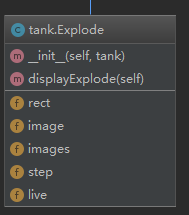 C tank.Explode
m __init__(self, tank)
m displayExplode(self)
f rect
f image
f images
f step
f live